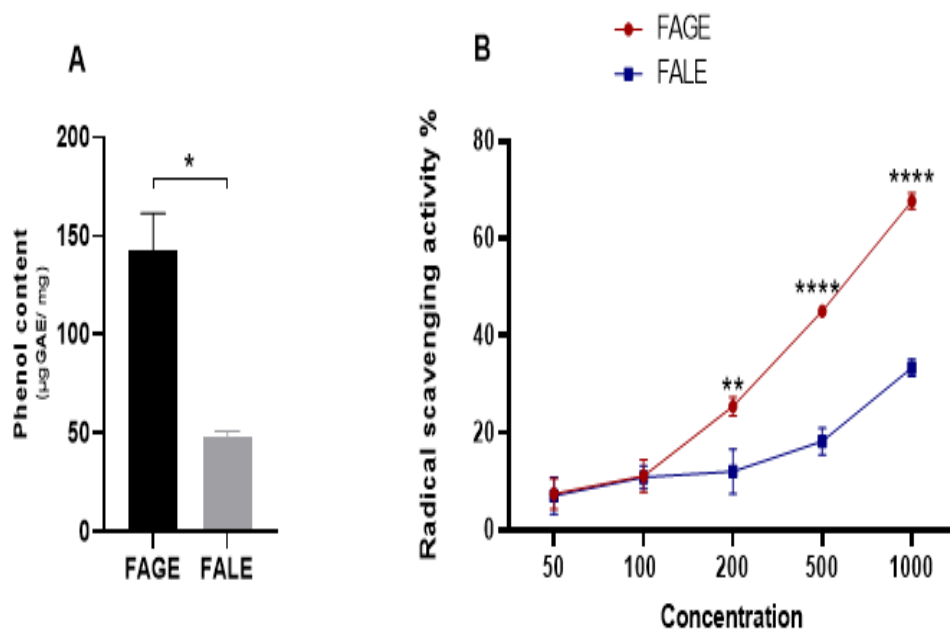 A
Phenol content
(µg GAE/ mg)
200
150
100
50
0
*
FAGE FALE
B
FAGE
FALE
Radical scavenging activity %
80
60
40
20
0
**
****
****
50 100 200 500 1000
Concentration